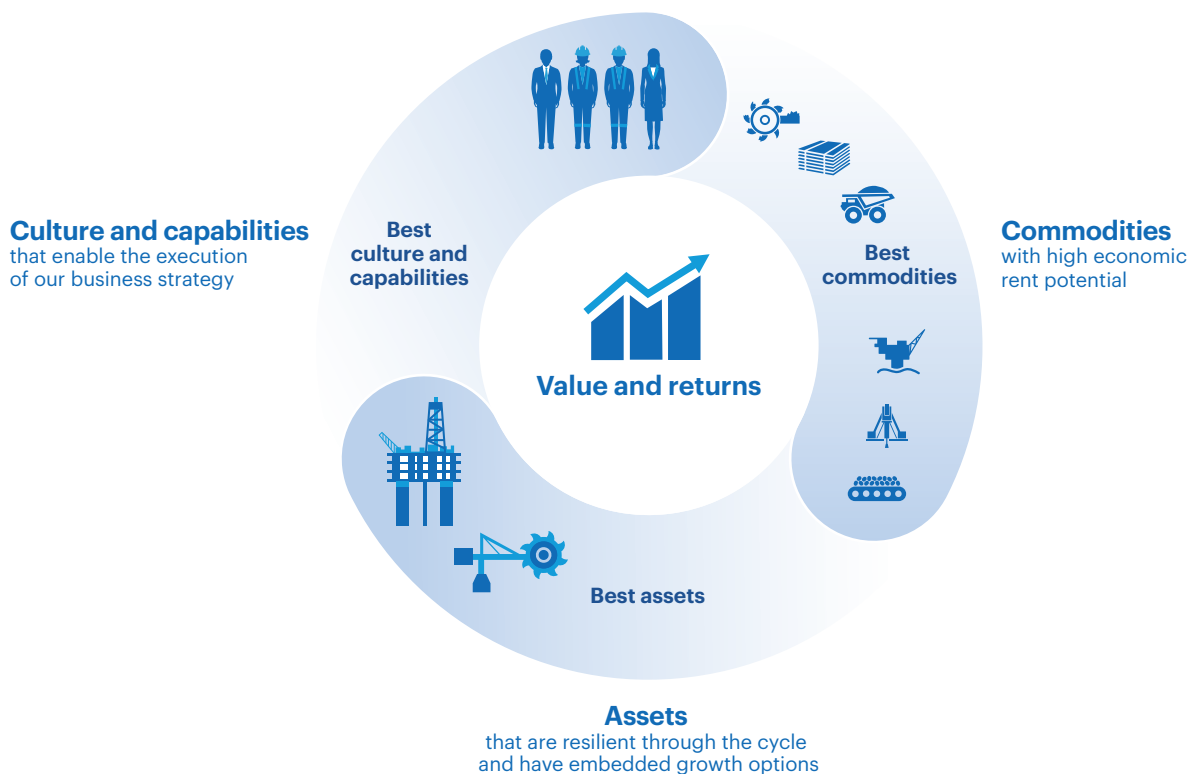 Culture and capabilities
that enable the execution
of our business strategy
Best
culture and
capabilities
Best
commodities
Commodities
with high economic
rent potential
Value and returns
Best assets
Assets
that are resilient through the cycle
and have embedded growth options